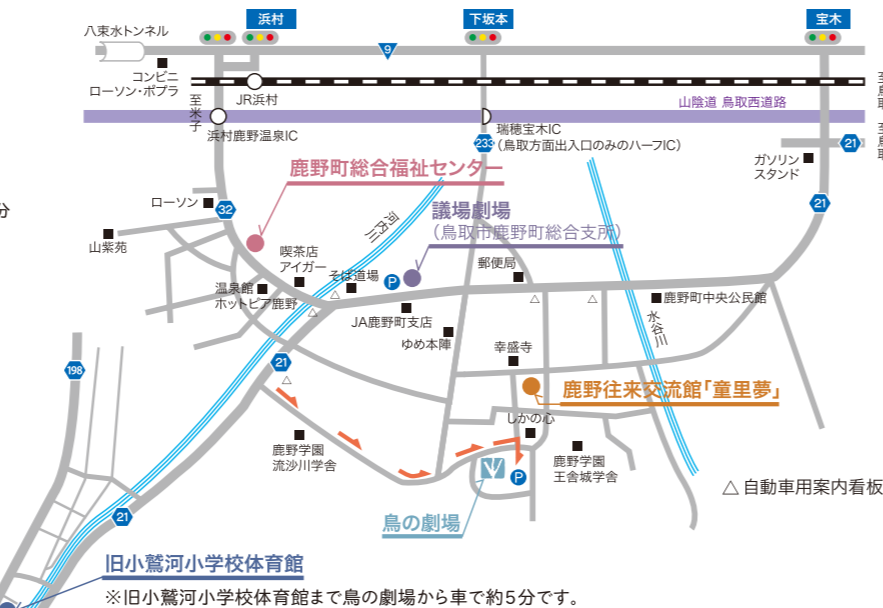 浜村
下坂本
宝木
八束水トンネル
9
コンビニ
ローソン・ポプラ
JR浜村
至米子
山陰道 鳥取西道路
浜村鹿野温泉IC
瑞穂宝木IC
（鳥取方面出入口のみのハーフIC）
233
21
ガソリン
スタンド
鹿野町総合福祉センター
ローソン
32
分
山紫苑
河内川
議場劇場
（鳥取市鹿野町総合支所）
21
喫茶店
アイガー
そば道場
P
郵便局
温泉館
ホットピア鹿野
JA鹿野町支店
鹿野町中央公民館
水谷川
ゆめ本陣
幸盛寺
198
21
鹿野往来交流館「童里夢」
しかの心
鹿野学園
流沙川学舎
鹿野学園
王舎城学舎
P
△ 自動車用案内看板
鳥の劇場
21
旧小鷲河小学校体育館
※旧小鷲河小学校体育館まで鳥の劇場から車で約5分です。